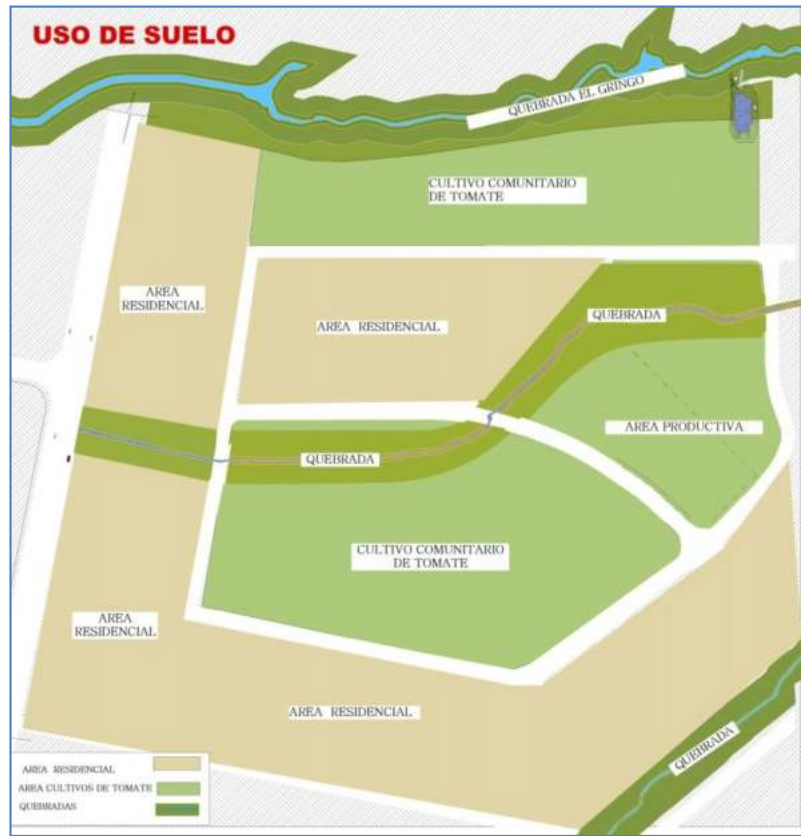 USO DE SUELO
QUEBRADA EL GRINGO
CULTIVO COMUNITARIO
DE TOMATE
AREA
RESIDENCIAL
AREA RESIDENCIAL
QUEBRADA
AREA PRODUCTIVA
QUEBRADA
CULTIVO COMUNITARIO
DE TOMATE
AREA
RESIDENCIAL
AREA RESIDENCIAL
QUEBRADA
AREA RESIDENCIAL
AREA CULTIVOS DE TOMATE
QUEBRADAS